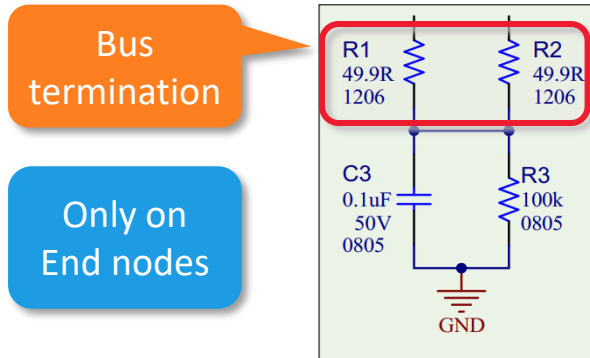 Bus
termination
Only on
End nodes
R1
49.9R
1206
R2
49.9R
1206
C3
0.1uF
50V
0805
R3
100k
0805
GND